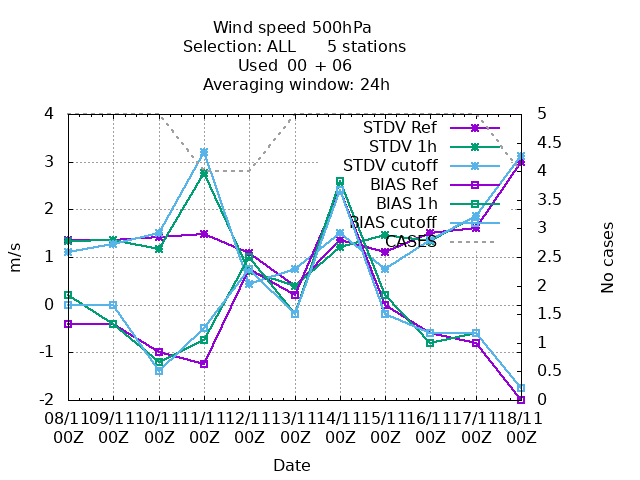 Wind speed 500hPa
Selection: ALL 5 stations
Used 00 + 06
Averaging window: 24h
STDV Ref
STDV 1h
STDV cutoff
BIAS Ref
BIAS 1h
BIAS cutoff
CASES
m/s
4
3
2
1
0
-1
-2
No cases
5
4.5
4
3.5
3
2.5
2
1.5
1
0.5
0
08/11 09/11 10/11 11/11 12/11 13/11 14/11 15/11 16/11 17/11 18/11
00Z 00Z 00Z 00Z 00Z 00Z 00Z 00Z 00Z 00Z 00Z
Date